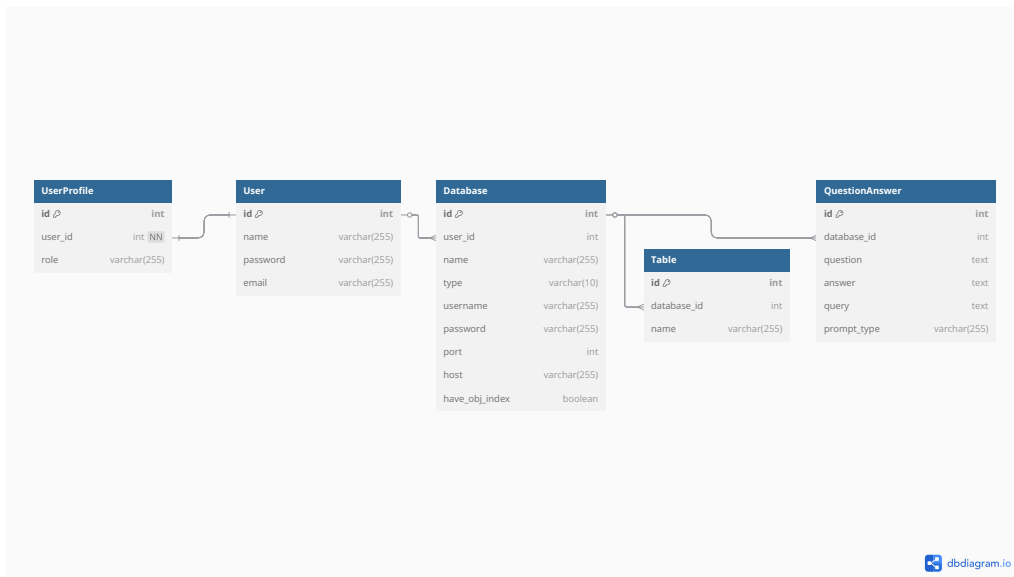 UserProfile
id int
user_id int NN
role varchar(255)
User
id int
name varchar(255)
password varchar(255)
email varchar(255)
Database
id int
user_id int
name varchar(255)
type varchar(10)
username varchar(255)
password varchar(255)
port int
host varchar(255)
have_obj_index boolean
Table
id int
database_id int
name varchar(255)
QuestionAnswer
id int
database_id int
question text
answer text
query text
prompt_type varchar(255)
dbdiagram.io